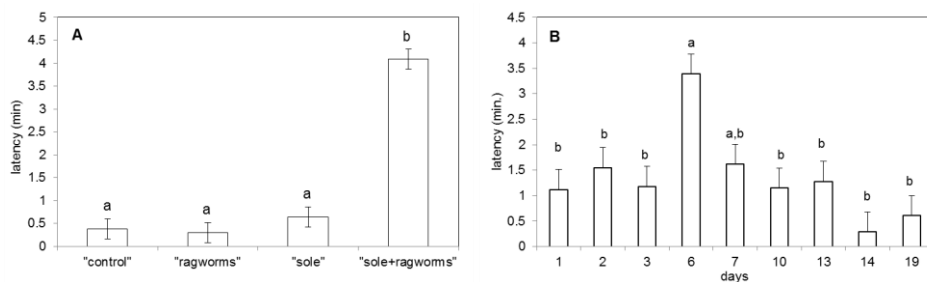 A
latency (min)
5
4.5
4
3.5
3
2.5
2
1.5
1
0.5
0
a
a
a
b
"control" "ragworms" "sole" "sole+ragworms"
B
latency (min.)
4.5
4
3.5
3
2.5
2
1.5
1
0.5
0
b
b
b
a
a,b
b
b
b
b
1 2 3 6 7 10 13 14 19
days